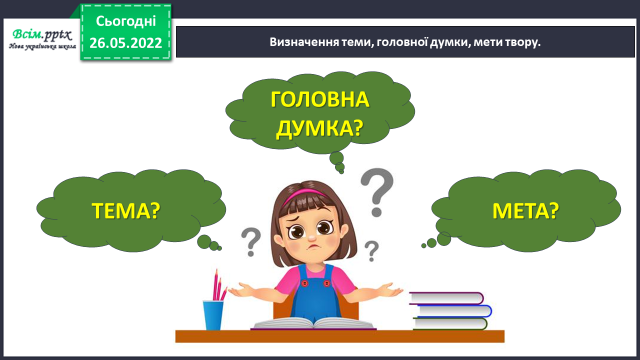 Всім.pptx
Нова українська школа
Сьогодні
26.05.2022
Визначення теми, головної думки, мети твору.
ГОЛОВНА
ДУМКА?
ТЕМА?
МЕТА?
?
?
?